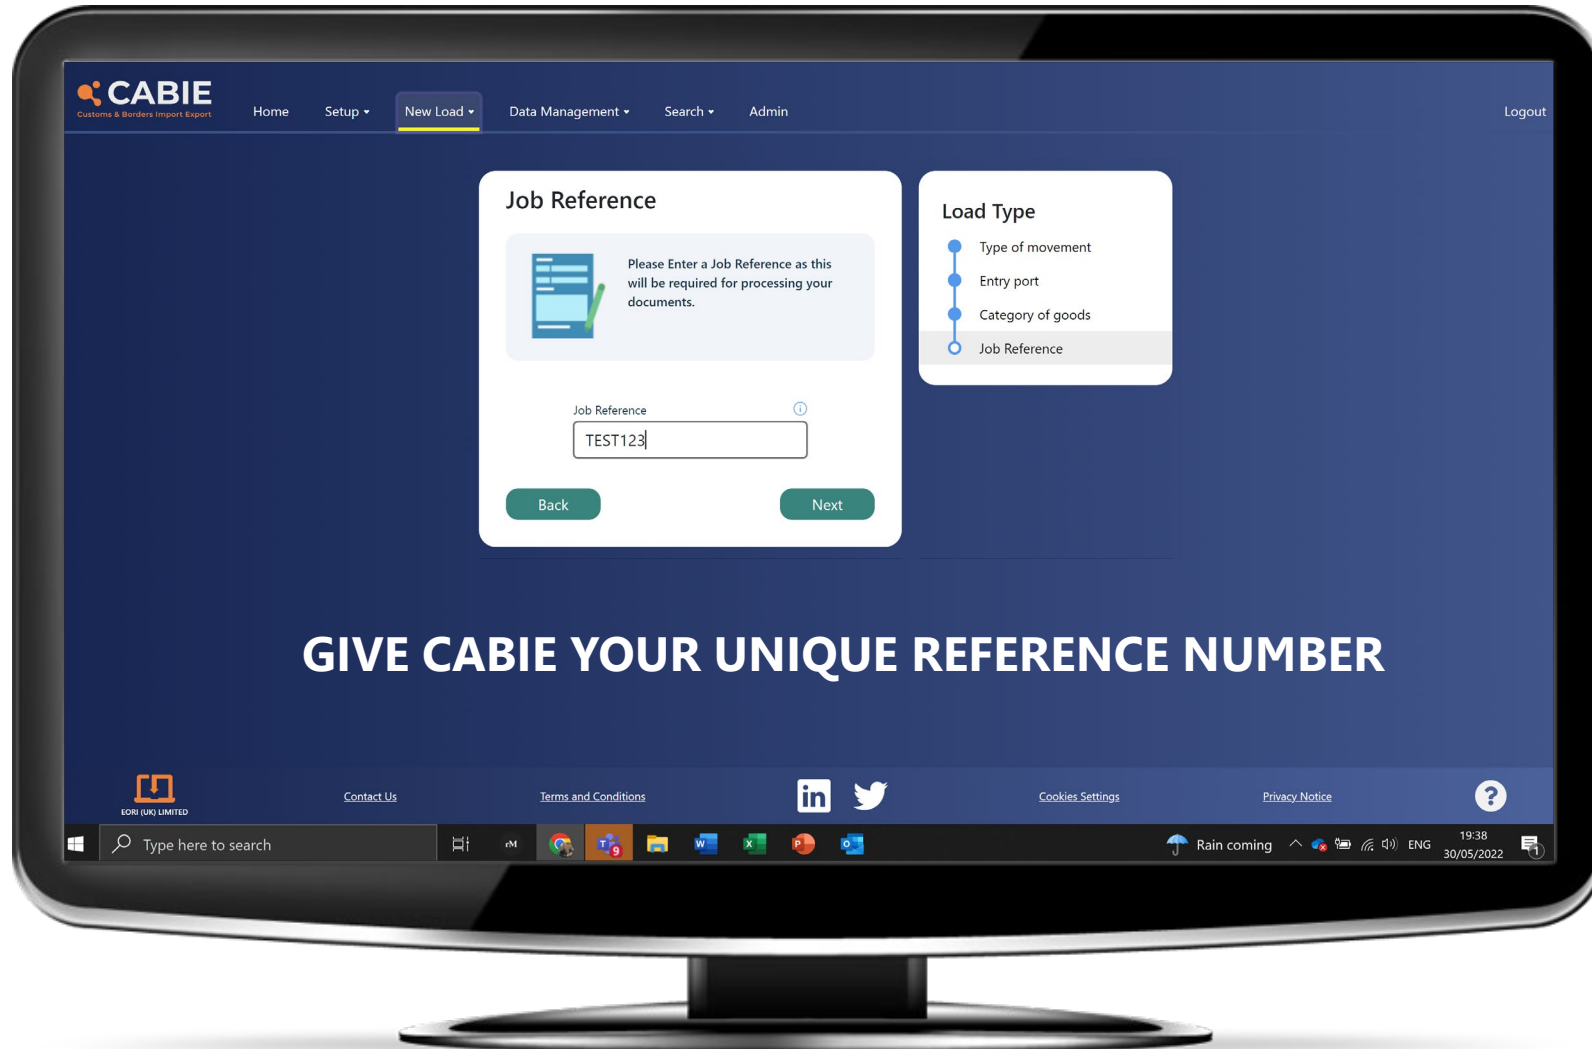 CABIE
Customs & Borders Import Export
Home Setup New Load Data Management Search Admin Logout
Job Reference
Please Enter a Job Reference as this
will be required for processing your
documents.
Job Reference
TEST123
Back Next
Load Type
Type of movement
Entry port
Category of goods
Job Reference
GIVE CABIE YOUR UNIQUE REFERENCE NUMBER
EORI (UK) LIMITED
Contact Us Terms and Conditions in Cookies Settings Privacy Notice ?
Type here to search
rM T 9 W X P O
Rain coming ENG
19:38
30/05/2022
1